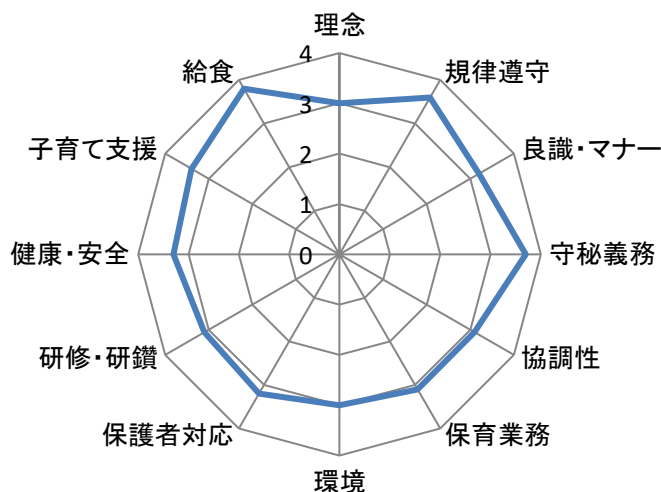 理念
規律遵守
良識・マナー
守秘義務
協調性
保育業務
環境
保護者対応
研修・研鑽
健康・安全
子育て支援
給食
4
3
2
1
0